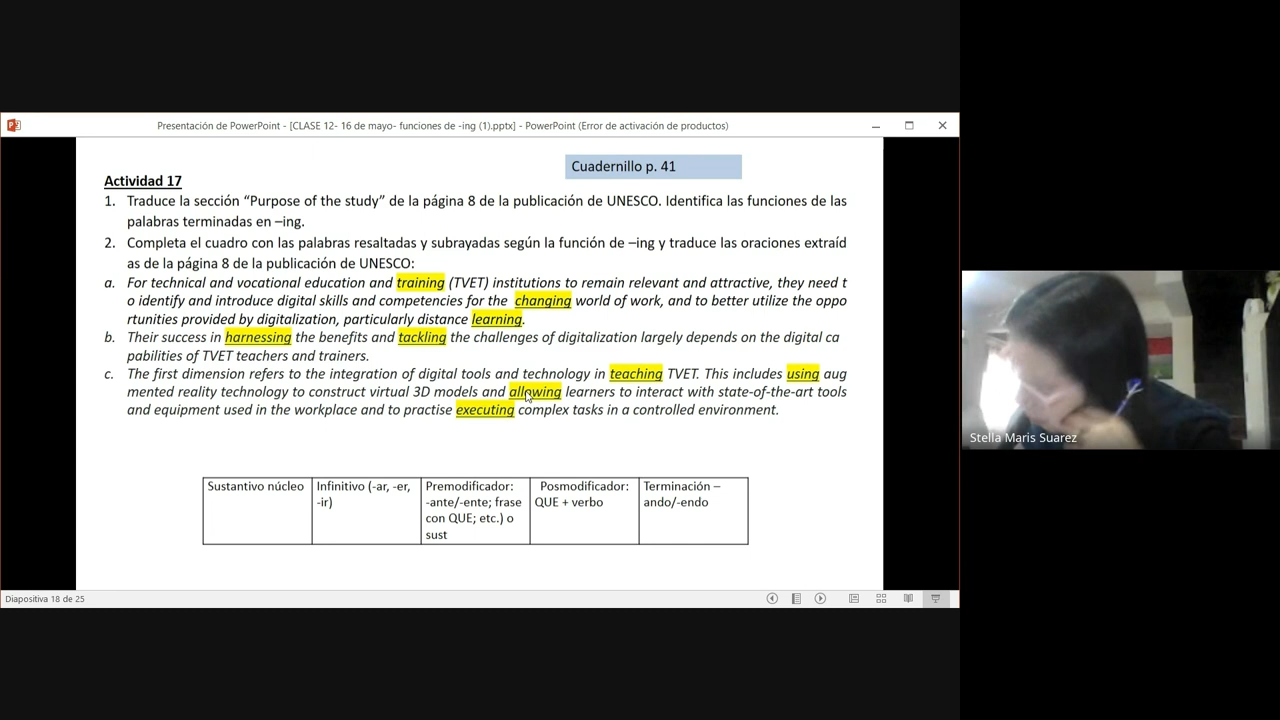 Presentación de PowerPoint - [CLASE 12- 16 de mayo- funciones de -ing (1).pptx] - PowerPoint (Error de activación de productos)
Cuadernillo p. 41
Actividad 17
1. Traduce la sección “Purpose of the study” de la página 8 de la publicación de UNESCO. Identifica las funciones de las
palabras terminadas en –ing.
2. Completa el cuadro con las palabras resaltadas y subrayadas según la función de –ing y traduce las oraciones extraíd
as de la página 8 de la publicación de UNESCO:
a. For technical and vocational education and training (TVET) institutions to remain relevant and attractive, they need t
o identify and introduce digital skills and competencies for the changing world of work, and to better utilize the oppo
rtunities provided by digitalization, particularly distance learning.
b. Their success in harnessing the benefits and tackling the challenges of digitalization largely depends on the digital ca
pabilities of TVET teachers and trainers.
c. The first dimension refers to the integration of digital tools and technology in teaching TVET. This includes using aug
mented reality technology to construct virtual 3D models and allowing learners to interact with state-of-the-art tools
and equipment used in the workplace and to practise executing complex tasks in a controlled environment.
Sustantivo núcleo
Infinitivo (-ar, -er,
-ir)
Premodificador:
-ante/-ente; frase
con QUE; etc.) o
sust
Posmodificador:
QUE + verbo
Terminación –
ando/-endo
Diapositiva 18 de 25
Stella Maris Suarez